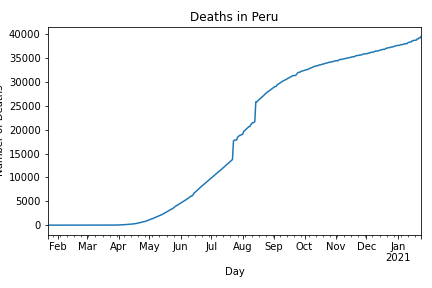 Deaths in Peru
40000
35000
30000
25000
20000
15000
10000
5000
0
Feb Mar Apr May Jun Jul Aug Sep Oct Nov Dec Jan
2021
Day
Number of Deaths